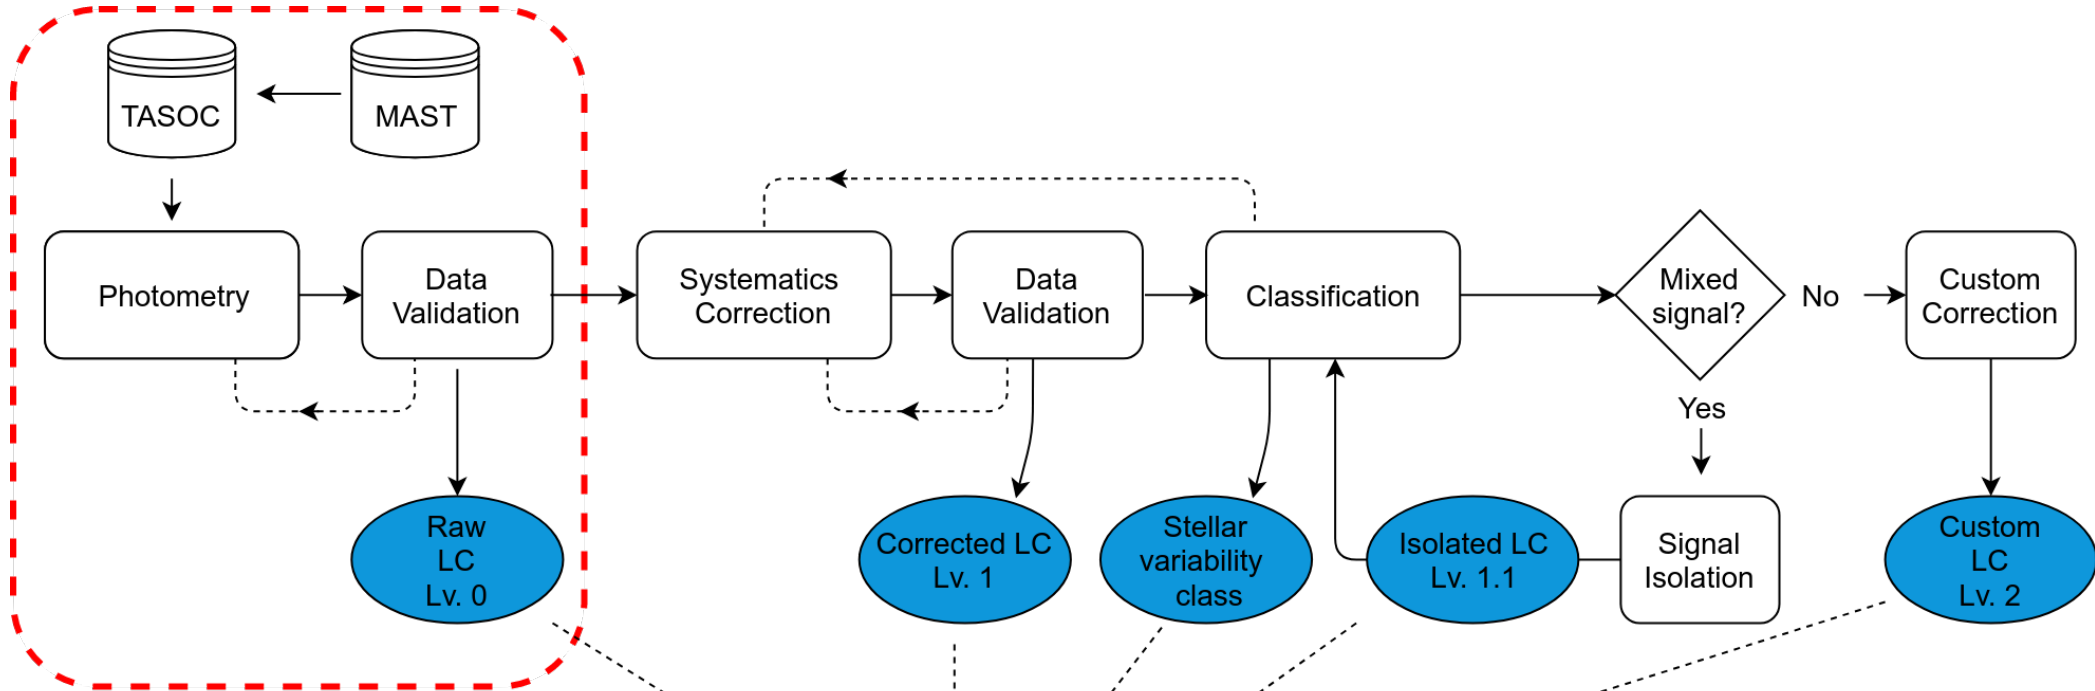 TASOC
MAST
Photometry
Data
Validation
Systematics
Correction
Data
Validation
Classification
Mixed
signal?
No
Custom
Correction
Yes
Raw
LC
Lv. 0
Corrected LC
Lv. 1
Stellar
variability
class
Isolated LC
Lv. 1.1
Signal
Isolation
Custom
LC
Lv. 2